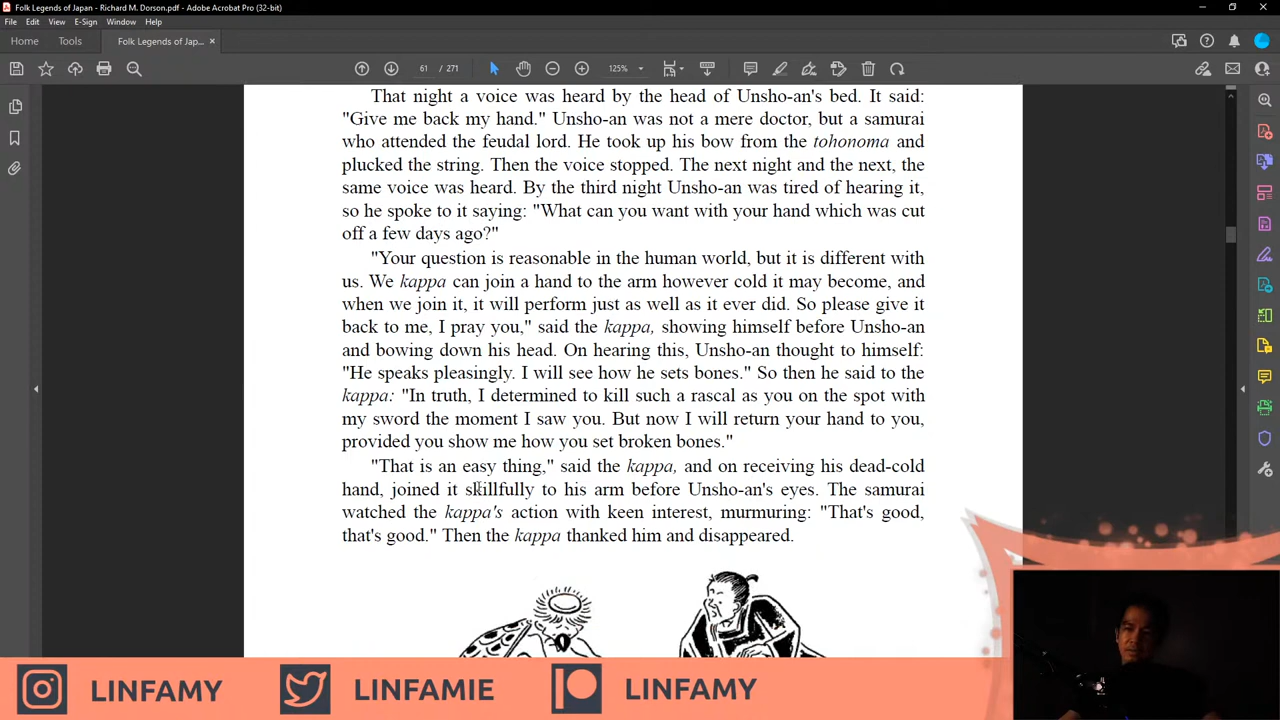 Folk Legends of Japan - Richard M. Dorson.pdf - Adobe Acrobat Pro (32-bit)
File Edit View E-Sign Window Help
Home Tools Folk Legends of Jap... ×
61 / 271 125%
That night a voice was heard by the head of Unsho-an's bed. It said:
"Give me back my hand." Unsho-an was not a mere doctor, but a samurai
who attended the feudal lord. He took up his bow from the tohonoma and
plucked the string. Then the voice stopped. The next night and the next, the
same voice was heard. By the third night Unsho-an was tired of hearing it,
so he spoke to it saying: "What can you want with your hand which was cut
off a few days ago?"
"Your question is reasonable in the human world, but it is different with
us. We kappa can join a hand to the arm however cold it may become, and
when we join it, it will perform just as well as it ever did. So please give it
back to me, I pray you," said the kappa, showing himself before Unsho-an
and bowing down his head. On hearing this, Unsho-an thought to himself:
"He speaks pleasingly. I will see how he sets bones." So then he said to the
kappa: "In truth, I determined to kill such a rascal as you on the spot with
my sword the moment I saw you. But now I will return your hand to you,
provided you show me how you set broken bones."
"That is an easy thing," said the kappa, and on receiving his dead-cold
hand, joined it skillfully to his arm before Unsho-an's eyes. The samurai
watched the kappa's action with keen interest, murmuring: "That's good,
that's good." Then the kappa thanked him and disappeared.
LINFAMY LINFAMIE LINFAMY